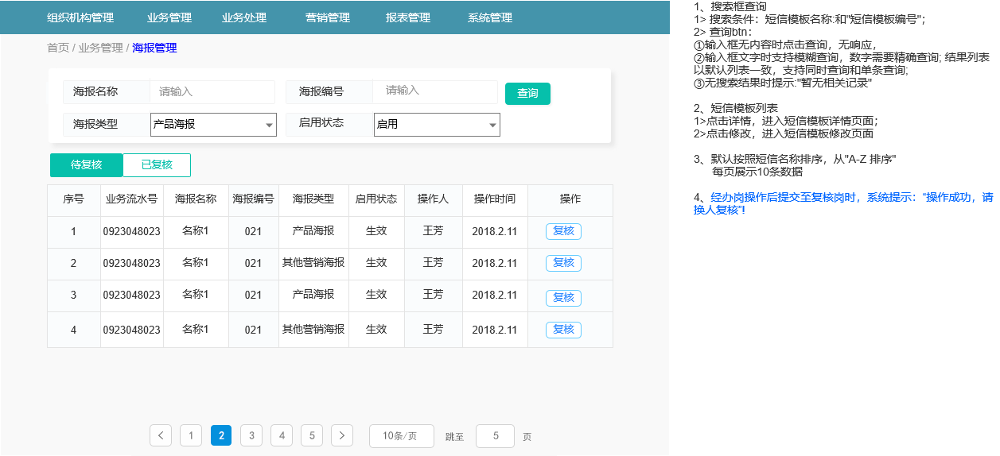 组织机构管理 业务管理 业务处理 营销管理 报表管理 系统管理
首页 / 业务管理 / 海报管理
海报名称 请输入 海报编号 请输入 查询
海报类型 产品海报 启用状态 启用
待复核 已复核
序号 业务流水号 海报名称 海报编号 海报类型 启用状态 操作人 操作时间 操作
1 0923048023 名称1 021 产品海报 生效 王芳 2018.2.11 复核
2 0923048023 名称1 021 其他营销海报 生效 王芳 2018.2.11 复核
3 0923048023 名称1 021 产品海报 生效 王芳 2018.2.11 复核
4 0923048023 名称1 021 其他营销海报 生效 王芳 2018.2.11 复核
< 1 2 3 4 5 > 10条/页 跳至 5 页
1、搜索框查询
1> 搜索条件：短信模板名称:和"短信模板编号"；
2> 查询btn：
①输入框无内容时点击查询，无响应，
②输入框文字时支持模糊查询，数字需要精确查询; 结果列表
以默认列表一致，支持同时查询和单条查询;
③无搜索结果时提示:"暂无相关记录"
2、短信模板列表
1>点击详情，进入短信模板详情页面；
2>点击修改，进入短信模板修改页面
3、默认按照短信名称排序，从"A-Z 排序"
每页展示10条数据
4、经办岗操作后提交至复核岗时，系统提示：“操作成功，请
换人复核”!